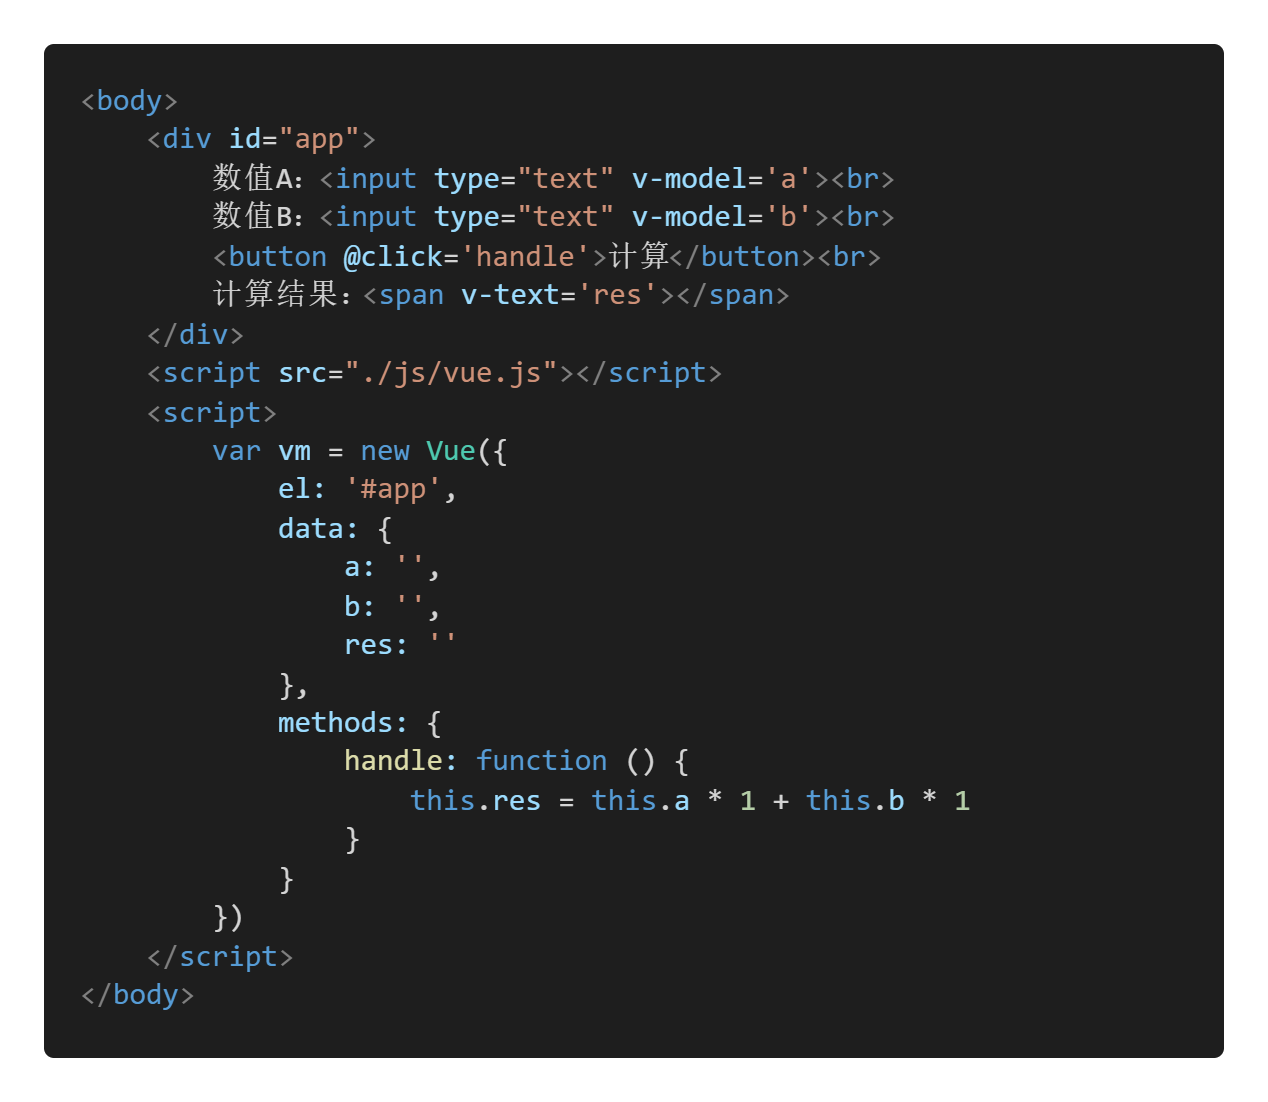 <body>
    <div id="app">
        数值A：<input type="text" v-model='a'><br>
        数值B：<input type="text" v-model='b'><br>
        <button @click='handle'>计算</button><br>
        计算结果：<span v-text='res'></span>
    </div>
    <script src="./js/vue.js"></script>
    <script>
        var vm = new Vue({
            el: '#app',
            data: {
                a: '',
                b: '',
                res: ''
            },
            methods: {
                handle: function () {
                    this.res = this.a * 1 + this.b * 1
                }
            }
        })
    </script>
</body>